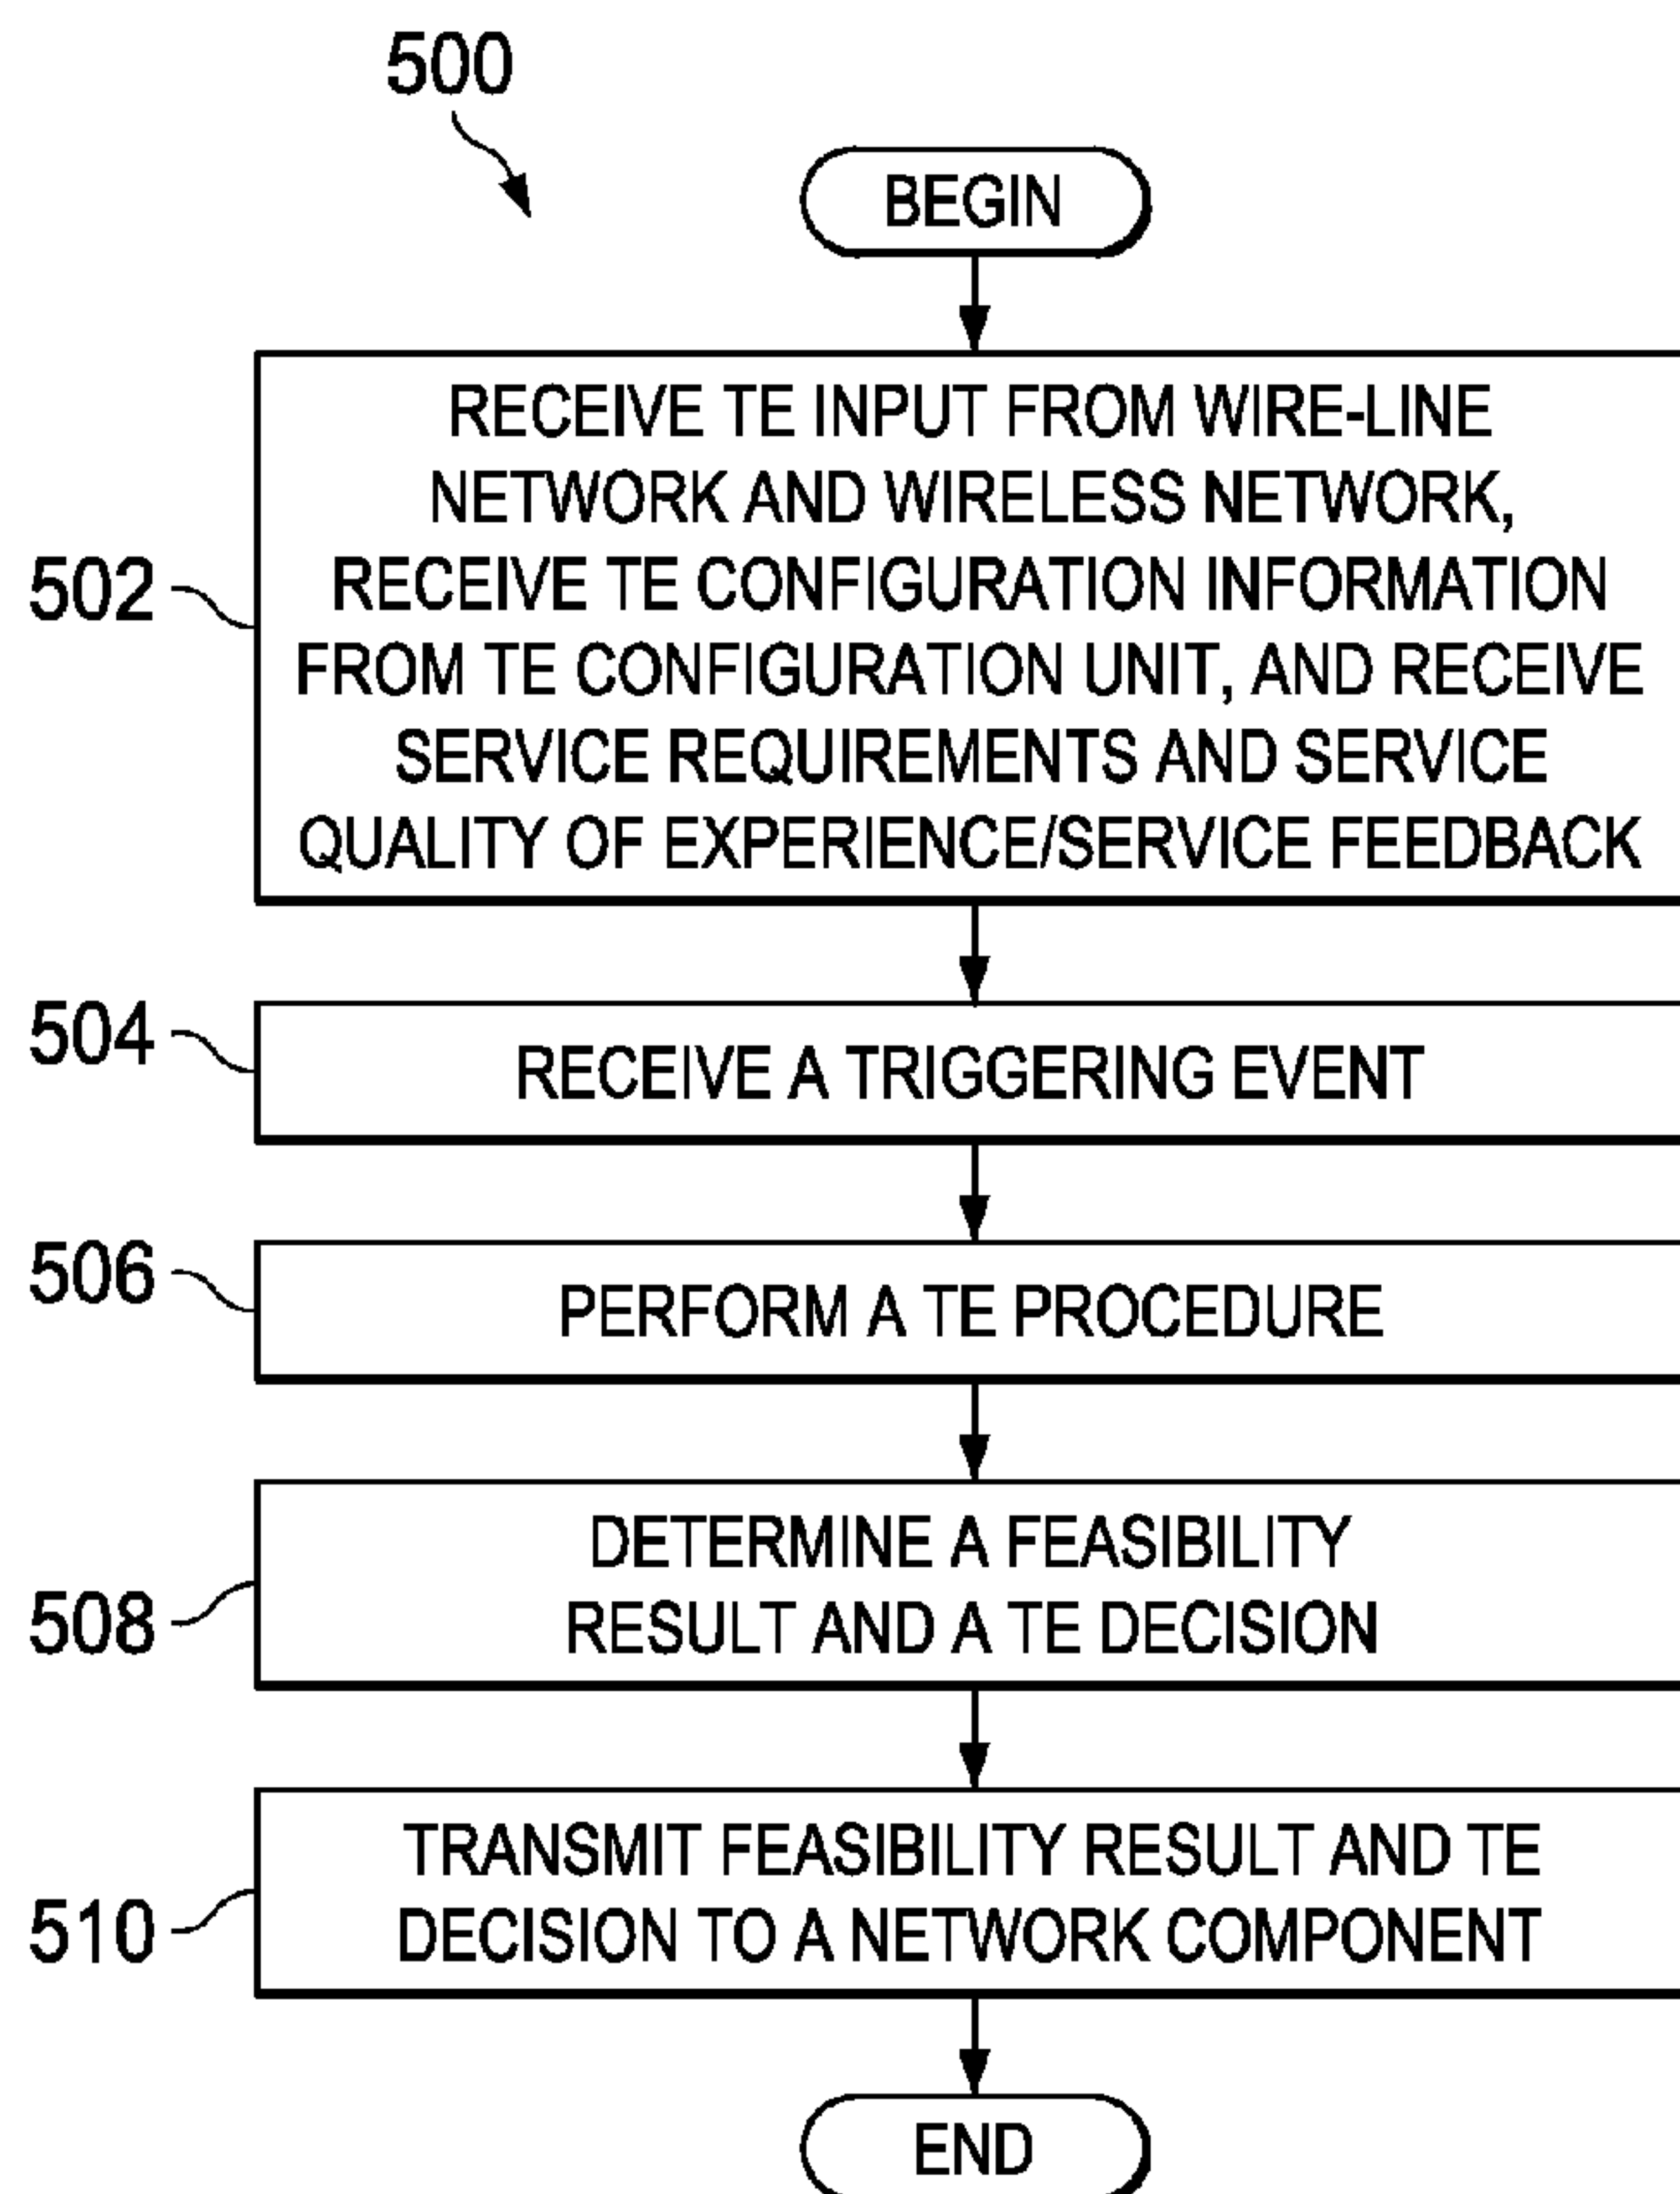 500
BEGIN
RECEIVE TE INPUT FROM WIRE-LINE
NETWORK AND WIRELESS NETWORK,
RECEIVE TE CONFIGURATION INFORMATION
FROM TE CONFIGURATION UNIT, AND RECEIVE
SERVICE REQUIREMENTS AND SERVICE
QUALITY OF EXPERIENCE/SERVICE FEEDBACK
502
504
RECEIVE A TRIGGERING EVENT
506
PERFORM A TE PROCEDURE
DETERMINE A FEASIBILITY
RESULT AND A TE DECISION
508
TRANSMIT FEASIBILITY RESULT AND TE
DECISION TO A NETWORK COMPONENT
510
END